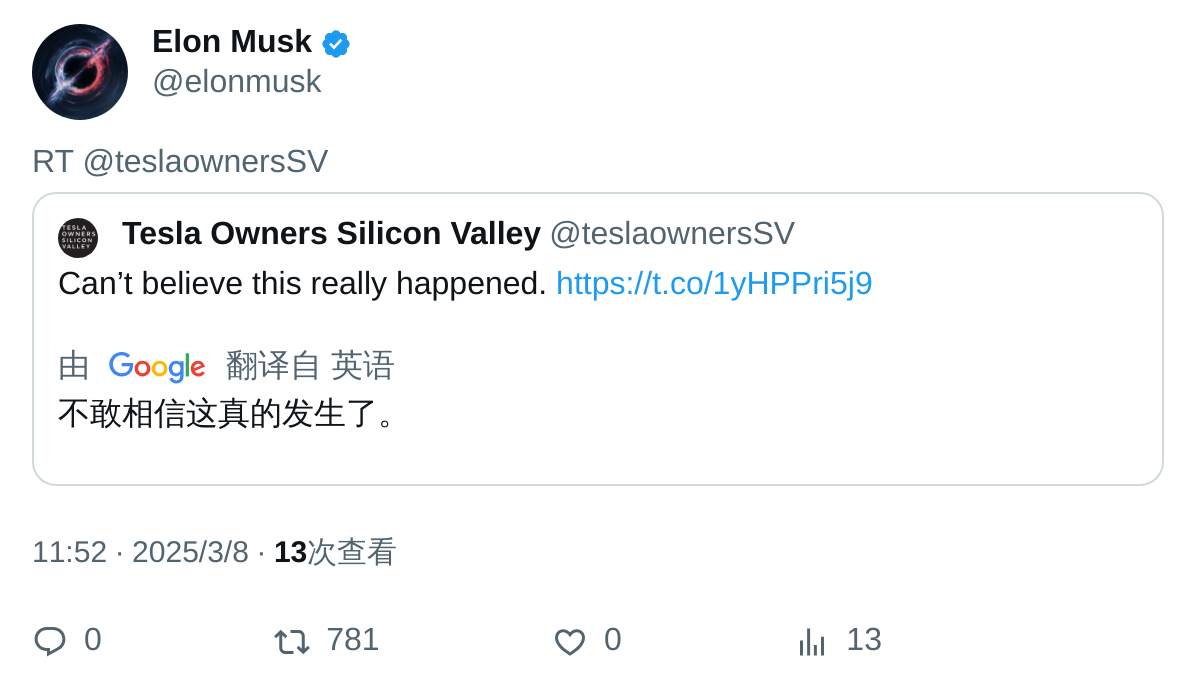 Elon Musk
@elonmusk
RT @teslaownersSV
TESLA
OWNERS
SILICON
VALLEY
Tesla Owners Silicon Valley @teslaownersSV
Can’t believe this really happened. https://t.co/1yHPPri5j9
由 Google 翻译自 英语
不敢相信这真的发生了。
11:52 · 2025/3/8 · 13次查看
0 781 0 13